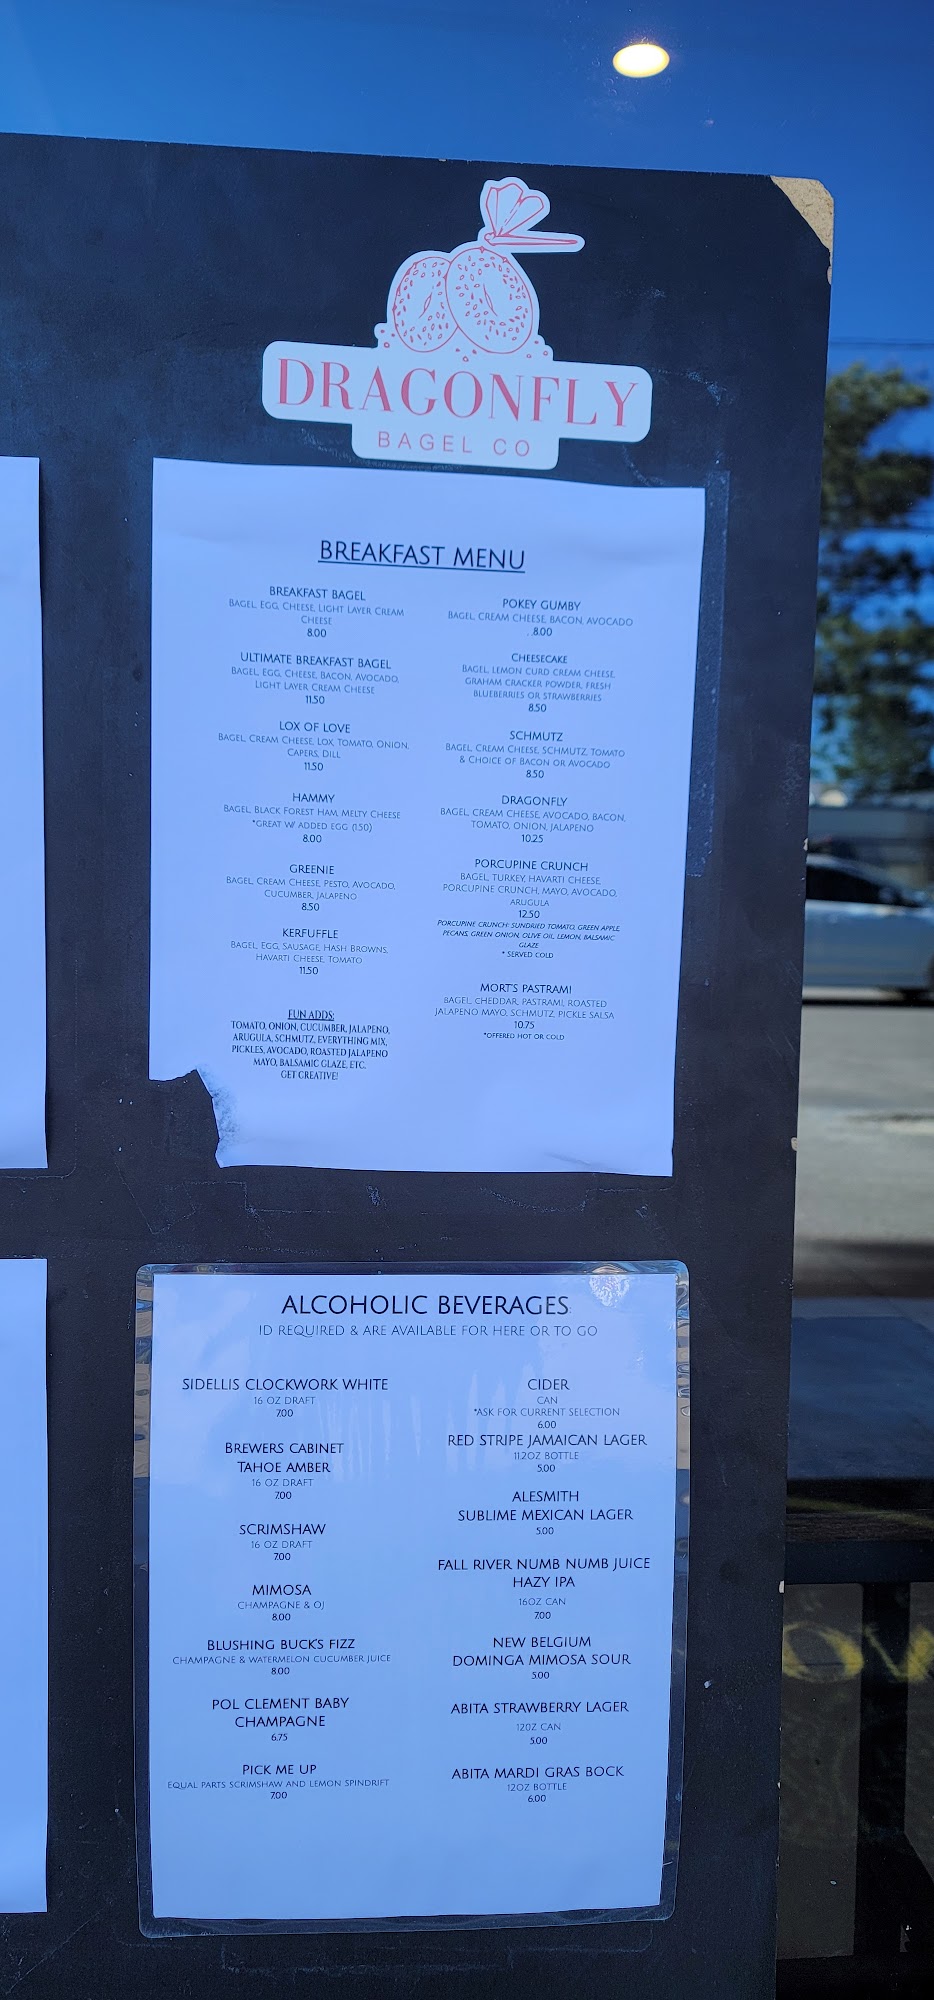 DRAGONFLY
BAGEL CO
BREAKFAST MENU
BREAKFAST BAGEL
BAGEL, EGG, CHEESE, LIGHT LAYER CREAM
CHEESE
8.00
ULTIMATE BREAKFAST BAGEL
BAGEL, EGG, CHEESE, BACON, AVOCADO,
LIGHT LAYER CREAM CHEESE
11.50
LOX OF LOVE
BAGEL, CREAM CHEESE, LOX, TOMATO, ONION,
CAPERS, DILL
11.50
HAMMY
BAGEL, BLACK FOREST HAM, MELTY CHEESE
*GREAT W/ ADDED EGG (1.50)
8.00
GREENIE
BAGEL, CREAM CHEESE, PESTO, AVOCADO,
CUCUMBER, JALAPENO
8.50
KERFUFFLE
BAGEL, EGG, SAUSAGE, HASH BROWNS,
HAVARTI CHEESE, TOMATO
11.50
FUN ADDS:
TOMATO, ONION, CUCUMBER, JALAPENO,
ARUGULA, SCHMUTZ, EVERYTHING MIX,
PICKLES, AVOCADO, ROASTED JALAPENO
MAYO, BALSAMIC GLAZE, ETC.
GET CREATIVE!
POKEY GUMBY
BAGEL, CREAM CHEESE, BACON, AVOCADO
. .8.00
CHEESECAKE
BAGEL, LEMON CURD CREAM CHEESE,
GRAHAM CRACKER POWDER, FRESH
BLUEBERRIES OR STRAWBERRIES
8.50
SCHMUTZ
BAGEL, CREAM CHEESE, SCHMUTZ, TOMATO
& CHOICE OF BACON OR AVOCADO
8.50
DRAGONFLY
BAGEL, CREAM CHEESE, AVOCADO, BACON,
TOMATO, ONION, JALAPENO
10.25
PORCUPINE CRUNCH
BAGEL, TURKEY, HAVARTI CHEESE,
PORCUPINE CRUNCH, MAYO, AVOCADO,
ARUGULA
12.50
PORCUPINE CRUNCH: SUNDRIED TOMATO, GREEN APPLE,
PECANS, GREEN ONION, OLIVE OIL, LEMON, BALSAMIC
GLAZE
* SERVED COLD
MORT'S PASTRAMI
BAGEL, CHEDDAR, PASTRAMI, ROASTED
JALAPENO MAYO, SCHMUTZ, PICKLE SALSA
10.75
*OFFERED HOT OR COLD
ALCOHOLIC BEVERAGES
ID REQUIRED & ARE AVAILABLE FOR HERE OR TO GO
SIDELLIS CLOCKWORK WHITE
16 OZ DRAFT
7.00
BREWERS CABINET
TAHOE AMBER
16 OZ DRAFT
7.00
SCRIMSHAW
16 OZ DRAFT
7.00
MIMOSA
CHAMPAGNE & OJ
8.00
BLUSHING BUCK'S FIZZ
CHAMPAGNE & WATERMELON CUCUMBER JUICE
8.00
POL CLEMENT BABY
CHAMPAGNE
6.75
PICK ME UP
EQUAL PARTS SCRIMSHAW AND LEMON SPINDRIFT
7.00
CIDER
CAN
*ASK FOR CURRENT SELECTION
6.00
RED STRIPE JAMAICAN LAGER
11.2OZ BOTTLE
5.00
ALESMITH
SUBLIME MEXICAN LAGER
5.00
FALL RIVER NUMB NUMB JUICE
HAZY IPA
16OZ CAN
7.00
NEW BELGIUM
DOMINGA MIMOSA SOUR
5.00
ABITA STRAWBERRY LAGER
12OZ CAN
5.00
ABITA MARDI GRAS BOCK
12OZ BOTTLE
6.00